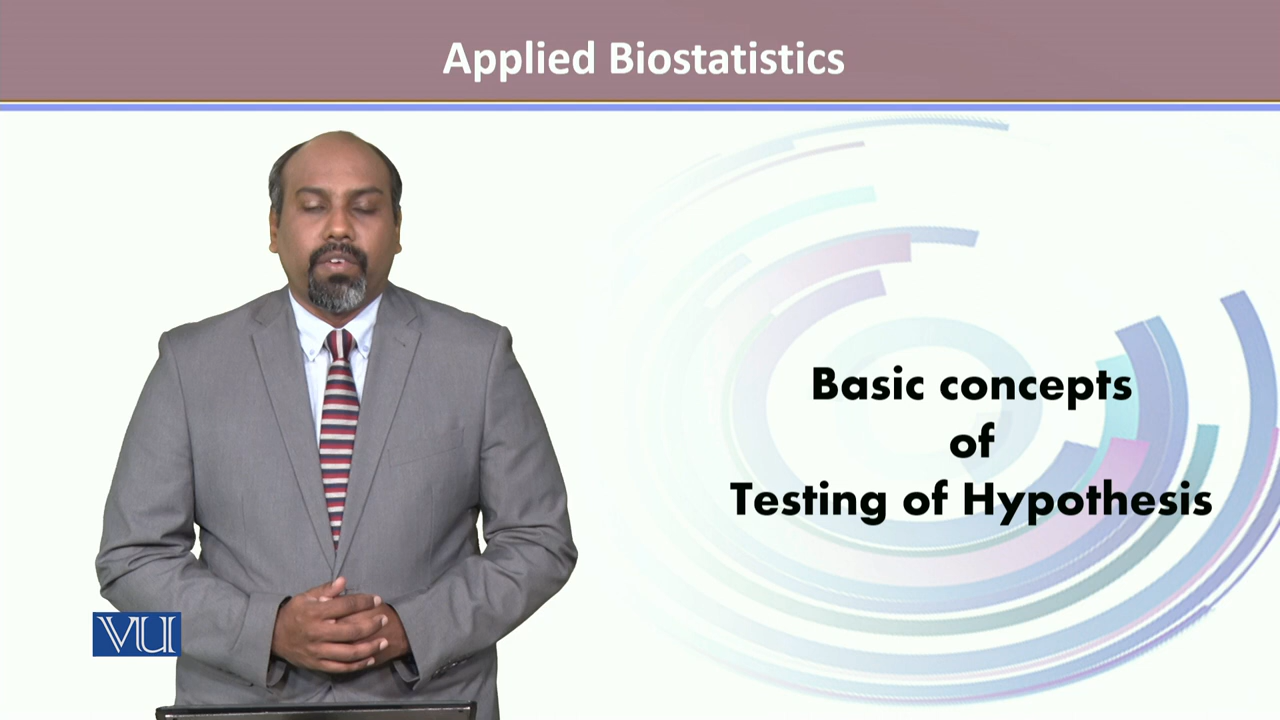 Applied Biostatistics
Basic concepts
of
Testing of Hypothesis
VU